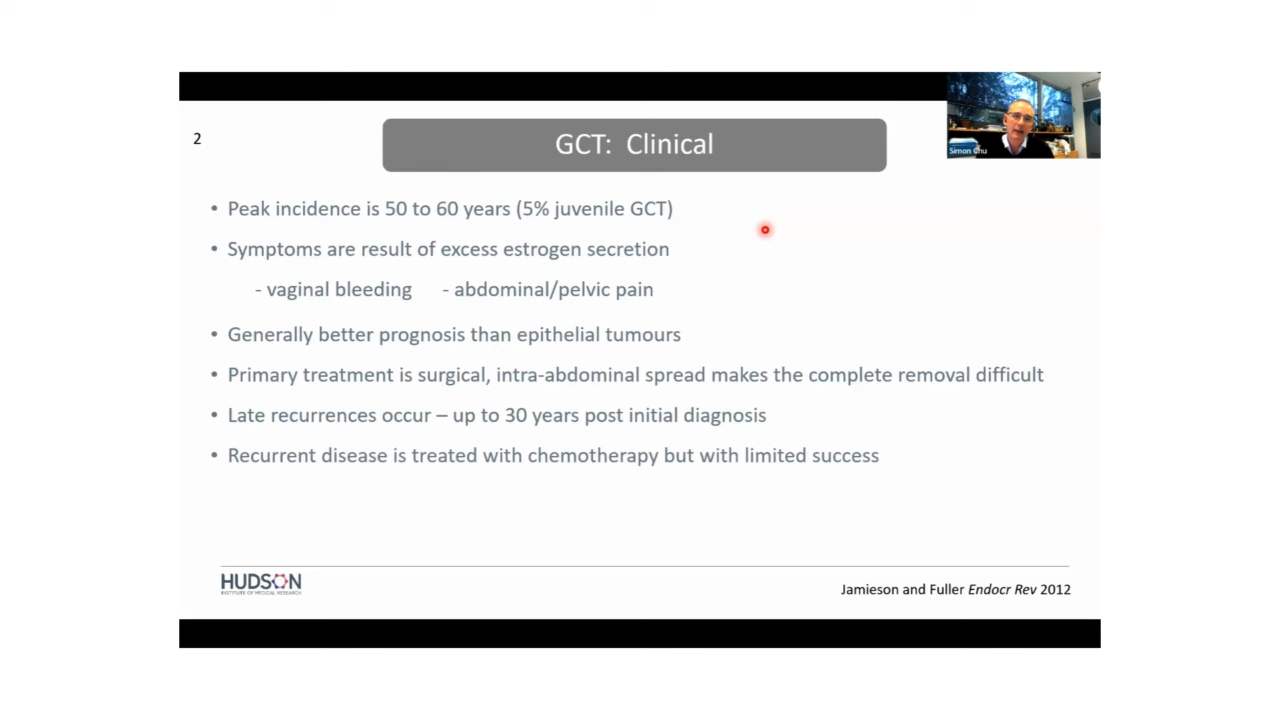 2
GCT: Clinical
Simon Chu
• Peak incidence is 50 to 60 years (5% juvenile GCT)
• Symptoms are result of excess estrogen secretion
- vaginal bleeding - abdominal/pelvic pain
• Generally better prognosis than epithelial tumours
• Primary treatment is surgical, intra-abdominal spread makes the complete removal difficult
• Late recurrences occur – up to 30 years post initial diagnosis
• Recurrent disease is treated with chemotherapy but with limited success
HUDSON
INSTITUTE OF MEDICAL RESEARCH
Jamieson and Fuller Endocr Rev 2012